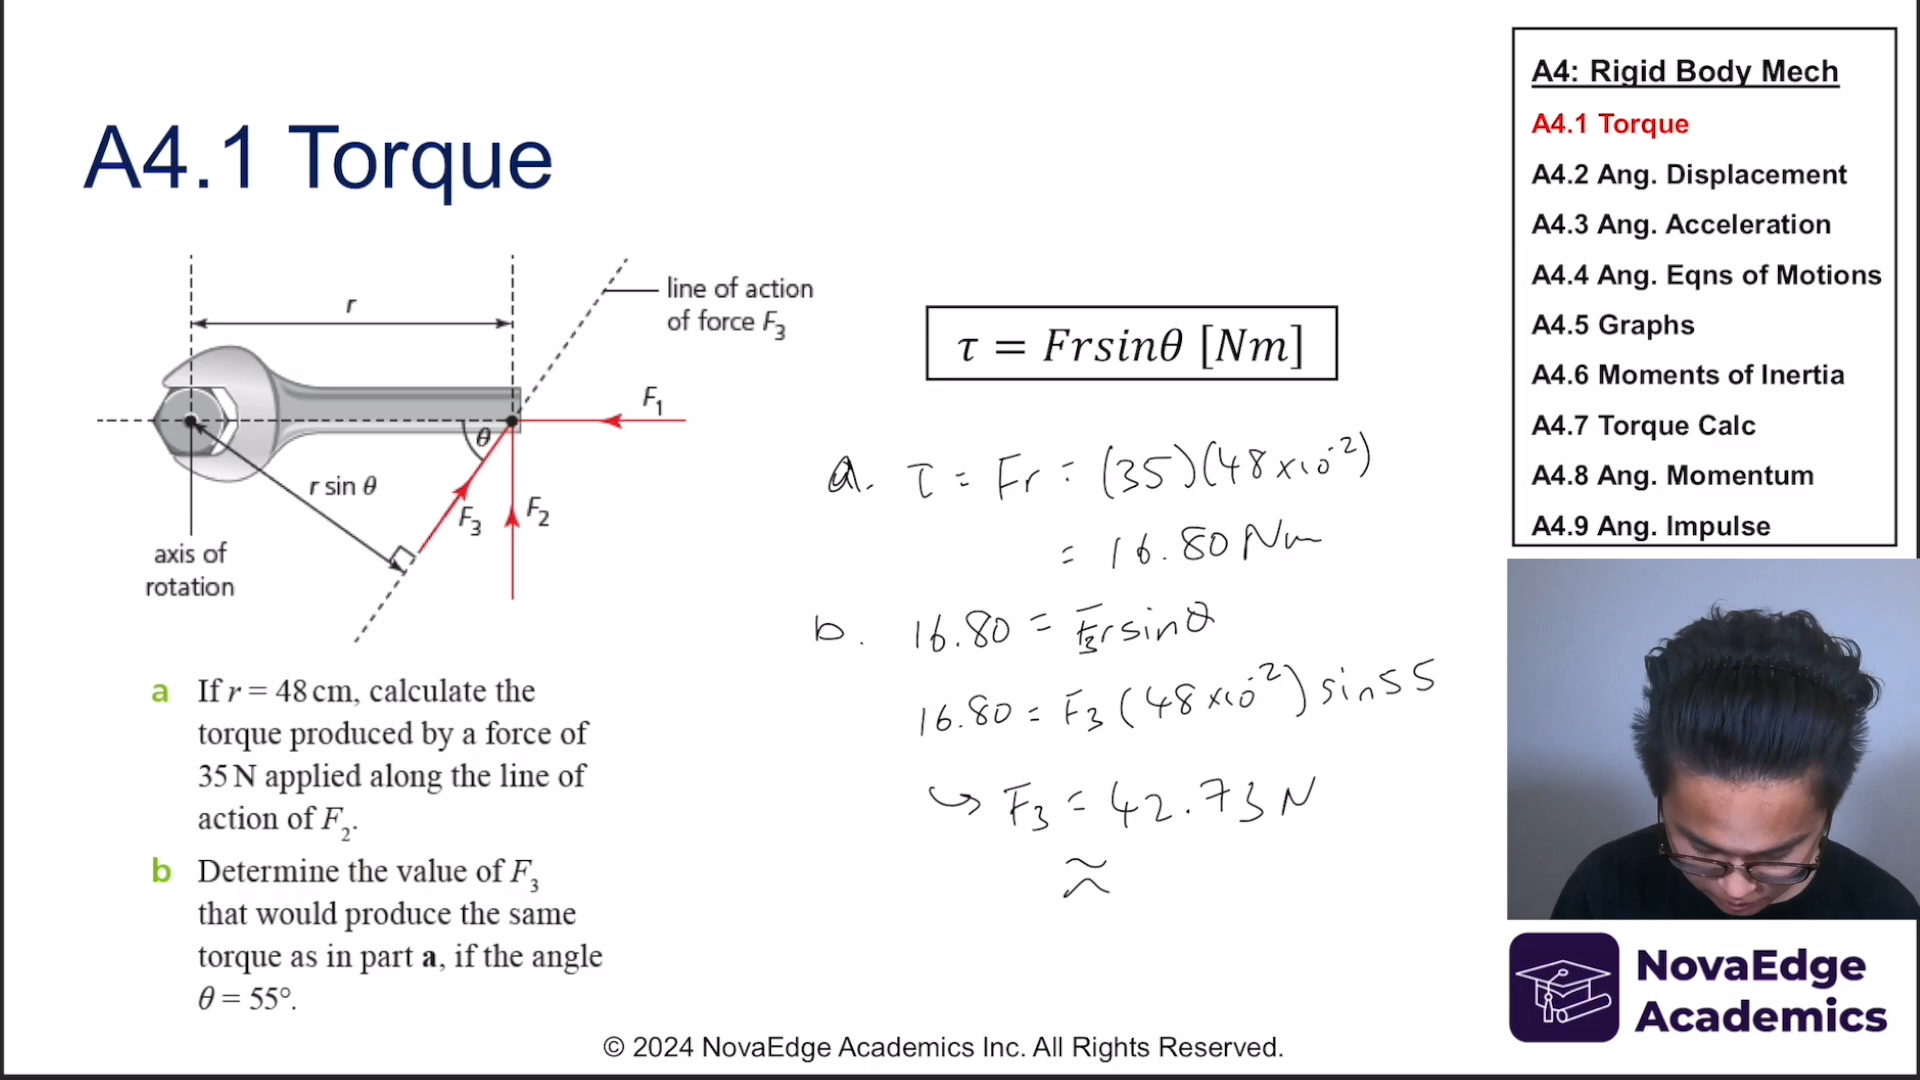 A4.1 Torque
r
line of action
of force F₃
F₁
θ
r sin θ
F₃
F₂
axis of
rotation
τ = Frsinθ [Nm]
a. τ = Fr = (35)(48×10⁻²)
= 16.80 Nm
b. 16.80 = F₃rsinθ
16.80 = F₃(48×10⁻²) sin55
↪ F₃ = 42.73N
≈
a If r = 48 cm, calculate the
torque produced by a force of
35 N applied along the line of
action of F₂.
b Determine the value of F₃
that would produce the same
torque as in part a, if the angle
θ = 55°.
A4: Rigid Body Mech
A4.1 Torque
A4.2 Ang. Displacement
A4.3 Ang. Acceleration
A4.4 Ang. Eqns of Motions
A4.5 Graphs
A4.6 Moments of Inertia
A4.7 Torque Calc
A4.8 Ang. Momentum
A4.9 Ang. Impulse
NovaEdge
Academics
© 2024 NovaEdge Academics Inc. All Rights Reserved.